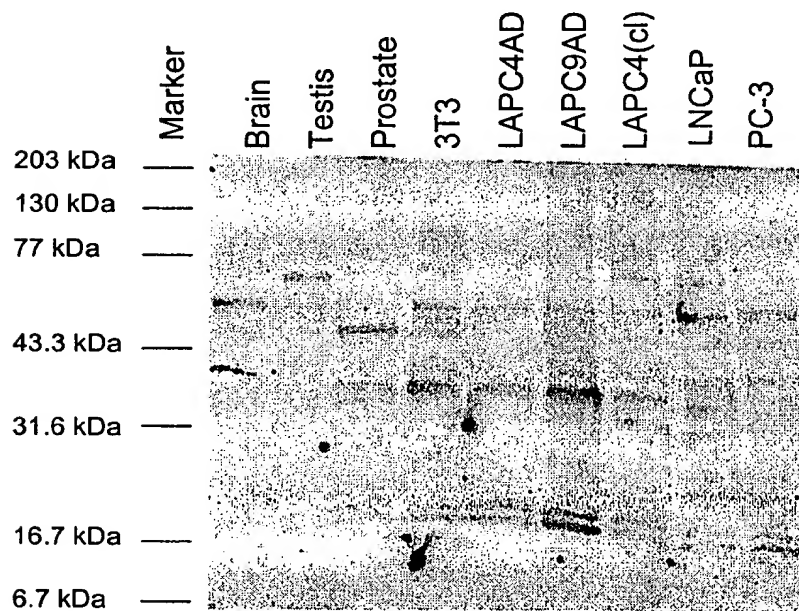 Marker
Brain
Testis
Prostate
3T3
LAPC4AD
LAPC9AD
LAPC4(cl)
LNCaP
PC-3
203 kDa
130 kDa
77 kDa
43.3 kDa
31.6 kDa
16.7 kDa
6.7 kDa